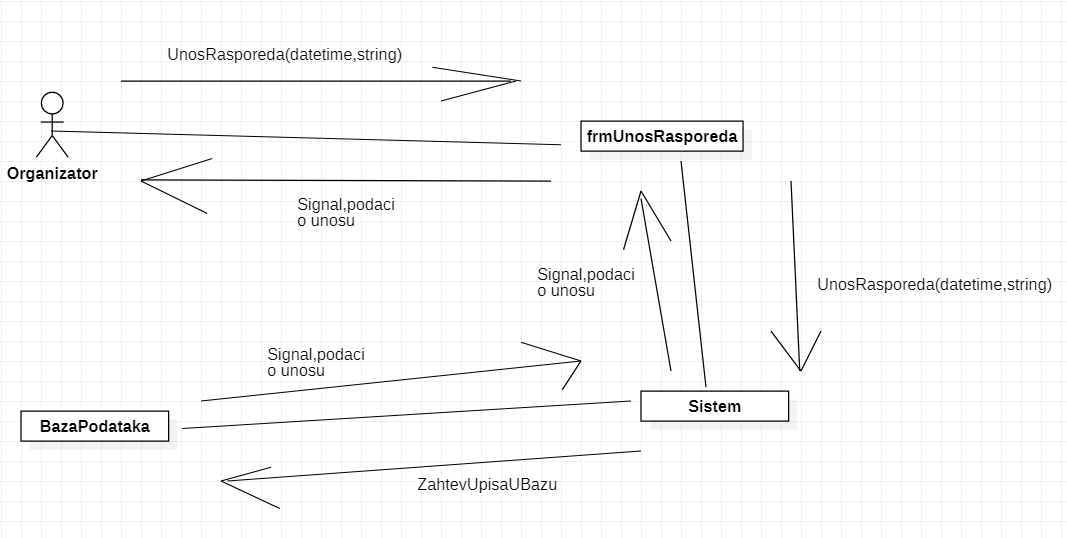 UnosRasporeda(datetime,string)
frmUnosRasporeda
Organizator
Signal,podaci
o unosu
Signal,podaci
o unosu
UnosRasporeda(datetime,string)
Signal,podaci
o unosu
Sistem
BazaPodataka
ZahtevUpisaUBazu